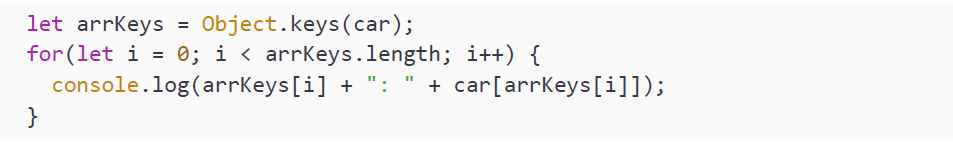 let arrKeys = Object.keys(car);
for(let i = 0; i < arrKeys.length; i++) {
  console.log(arrKeys[i] + ": " + car[arrKeys[i]]);
}